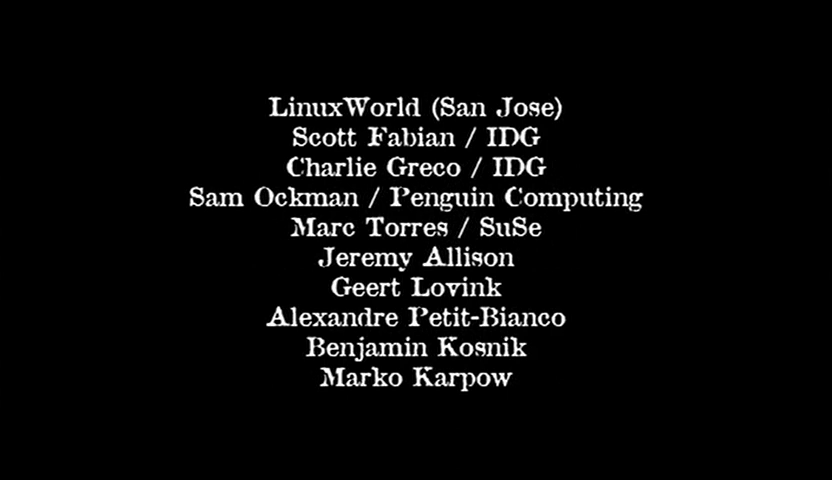 LinuxWorld (San Jose)
Scott Fabian / IDG
Charlie Greco / IDG
Sam Ockman / Penguin Computing
Marc Torres / SuSe
Jeremy Allison
Geert Lovink
Alexandre Petit-Bianco
Benjamin Kosnik
Marko Karpow